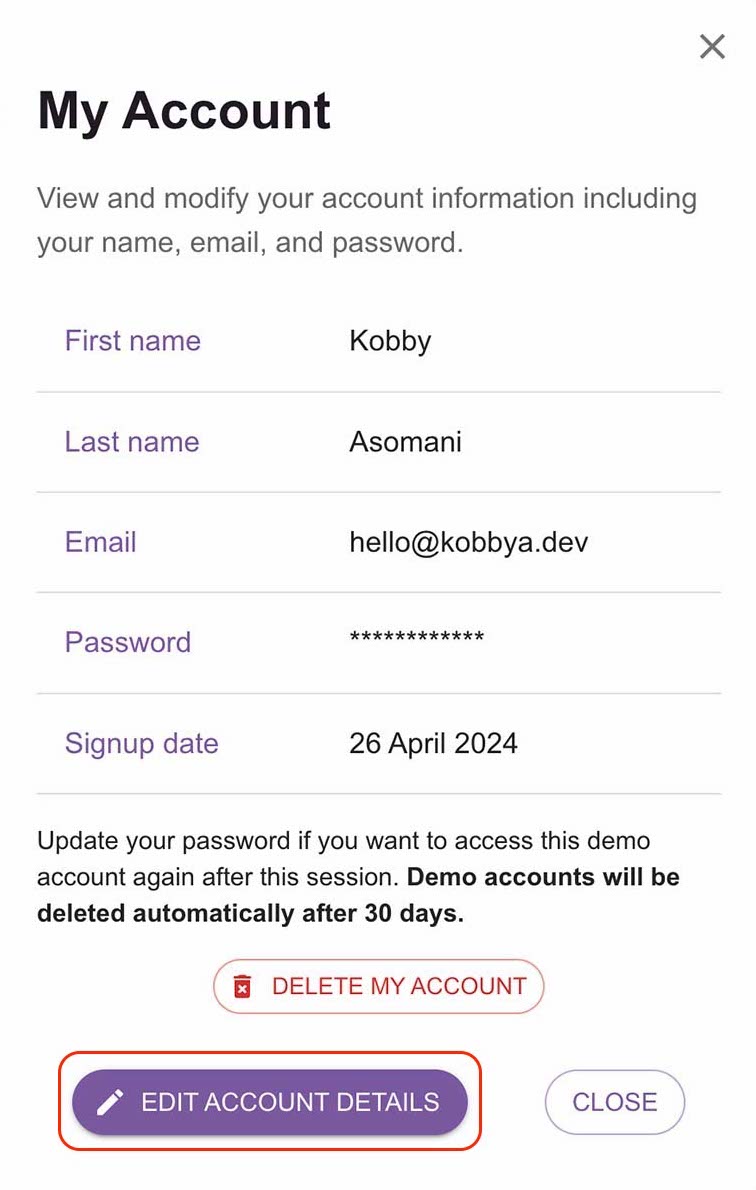 My Account
View and modify your account information including
your name, email, and password.
First name Kobby
Last name Asomani
Email hello@kobbya.dev
Password ************
Signup date 26 April 2024
Update your password if you want to access this demo
account again after this session. Demo accounts will be
deleted automatically after 30 days.
DELETE MY ACCOUNT
EDIT ACCOUNT DETAILS CLOSE